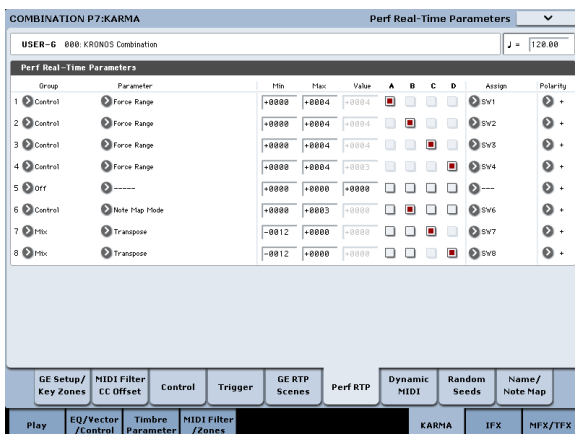 COMBINATION P7:KARMA Perf Real-Time Parameters
USER-G 000: KRONOS Combination ♩ = 120.00
Perf Real-Time Parameters
Group Parameter Min Max Value A B C D Assign Polarity
1 Control Force Range +0000 +0004 +0004 SW1 +
2 Control Force Range +0000 +0004 +0004 SW2 +
3 Control Force Range +0000 +0004 +0004 SW3 +
4 Control Force Range +0000 +0004 +0003 SW4 +
5 Off ----- +0000 +0000 +0000 --- +
6 Control Note Map Mode +0000 +0003 +0000 SW6 +
7 Mix Transpose -0012 +0000 +0000 SW7 +
8 Mix Transpose -0012 +0000 +0000 SW8 +
GE Setup/ Key Zones MIDI Filter CC Offset Control Trigger GE RTP Scenes Perf RTP Dynamic MIDI Random Seeds Name/ Note Map
Play EQ/Vector /Control Timbre Parameter MIDI Filter /Zones KARMA IFX MFX/TFX